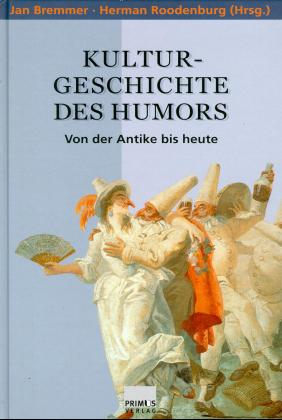 Jan Bremmer · Herman Roodenburg (Hrsg.)
KULTUR-
GESCHICHTE
DES HUMORS
Von der Antike bis heute
PRIMUS
VERLAG